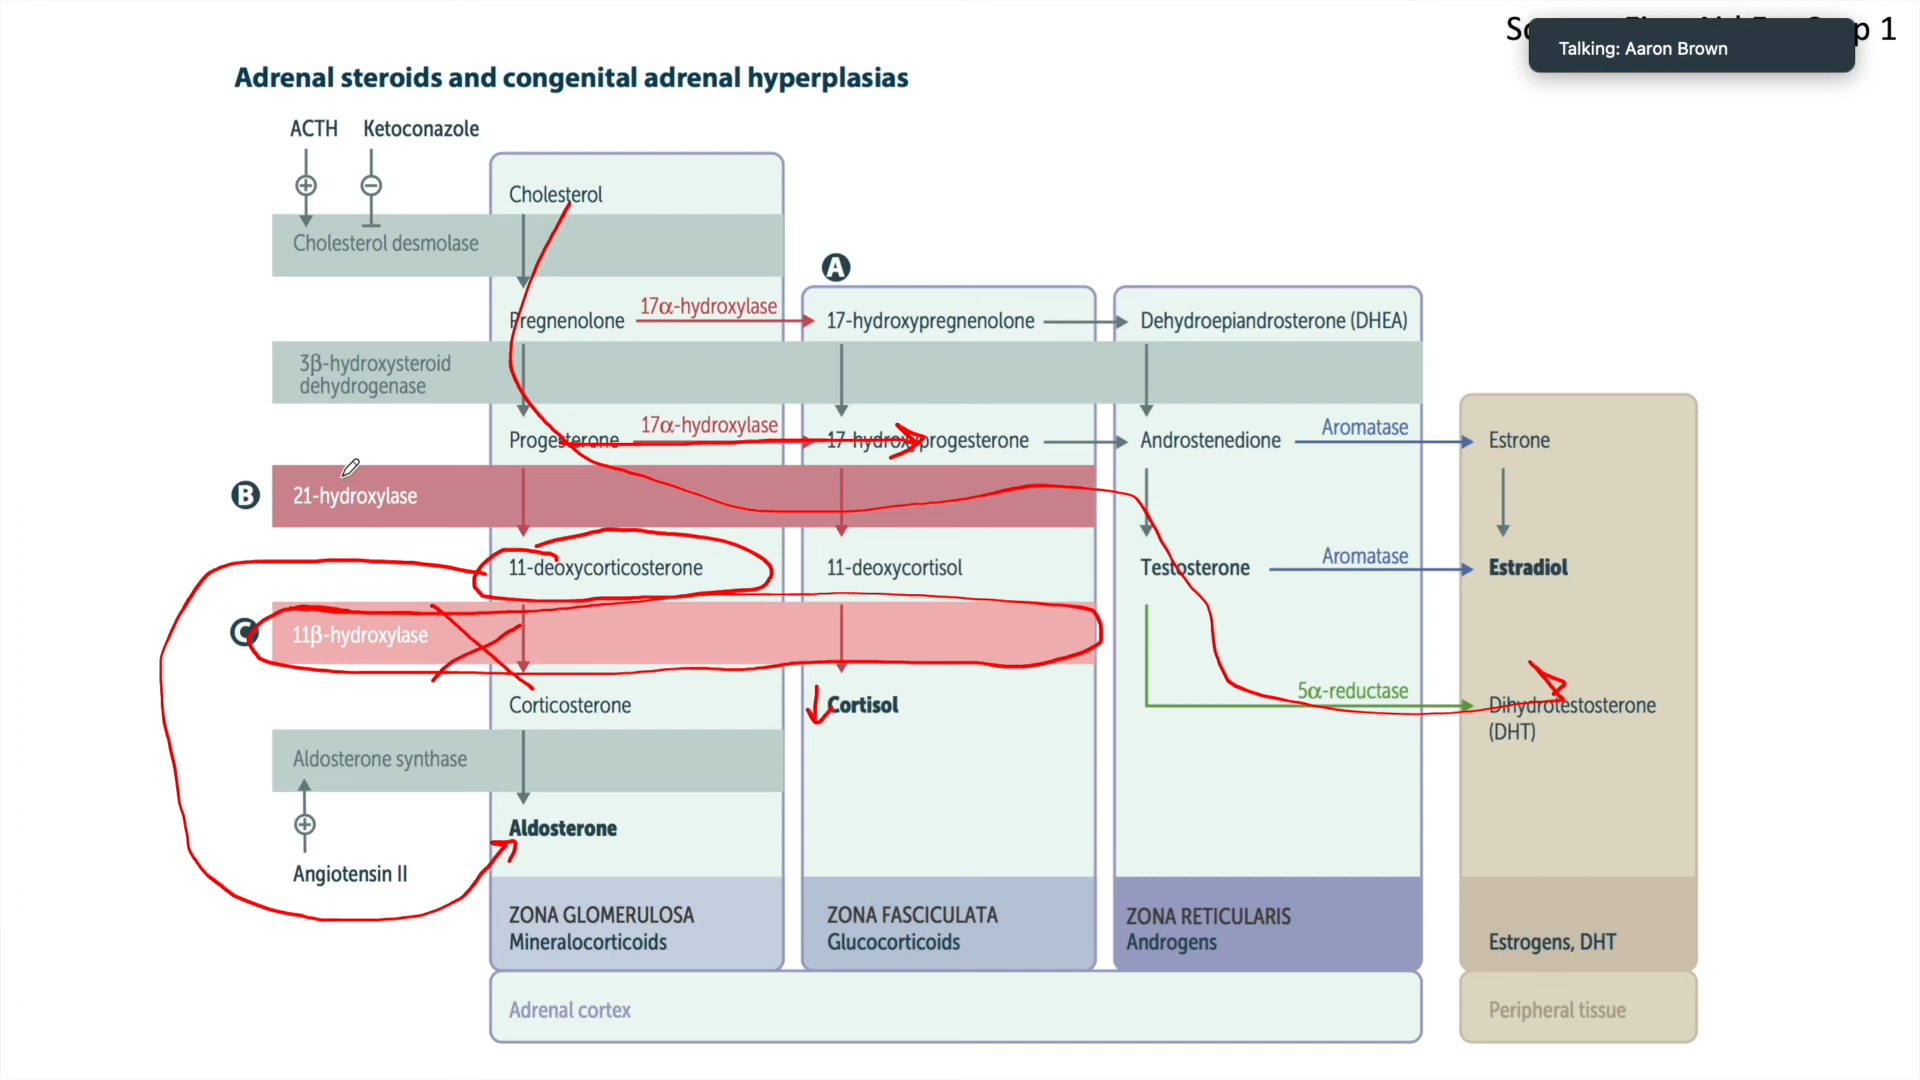 So
p 1
Talking: Aaron Brown
Adrenal steroids and congenital adrenal hyperplasias
ACTH Ketoconazole
Cholesterol
Cholesterol desmolase
A
17α-hydroxylase
Pregnenolone 17-hydroxypregnenolone Dehydroepiandrosterone (DHEA)
3β-hydroxysteroid
dehydrogenase
17α-hydroxylase Aromatase
Progesterone 17-hydroxyprogesterone Androstenedione Estrone
B 21-hydroxylase
Aromatase
11-deoxycorticosterone 11-deoxycortisol Testosterone Estradiol
C 11β-hydroxylase
5α-reductase
Corticosterone Cortisol Dihydrotestosterone
(DHT)
Aldosterone synthase
Aldosterone
Angiotensin II
ZONA GLOMERULOSA ZONA FASCICULATA ZONA RETICULARIS
Mineralocorticoids Glucocorticoids Androgens Estrogens, DHT
Adrenal cortex Peripheral tissue